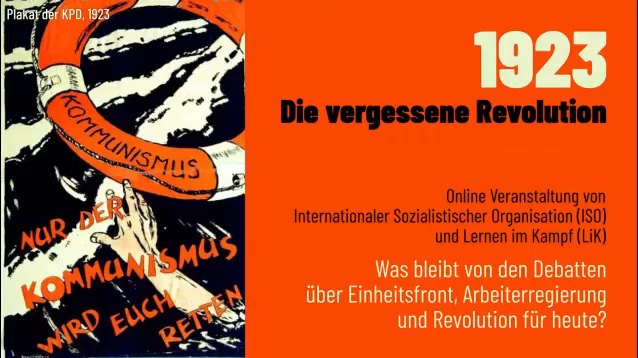 Plakat der KPD, 1923
KOMMUNISMUS
NUR DER
KOMMUNISMUS
WIRD EUCH
RETTEN
1923
Die vergessene Revolution
Online Veranstaltung von
Internationaler Sozialistischer Organisation (ISO)
und Lernen im Kampf (LiK)
Was bleibt von den Debatten
über Einheitsfront, Arbeiterregierung
und Revolution für heute?